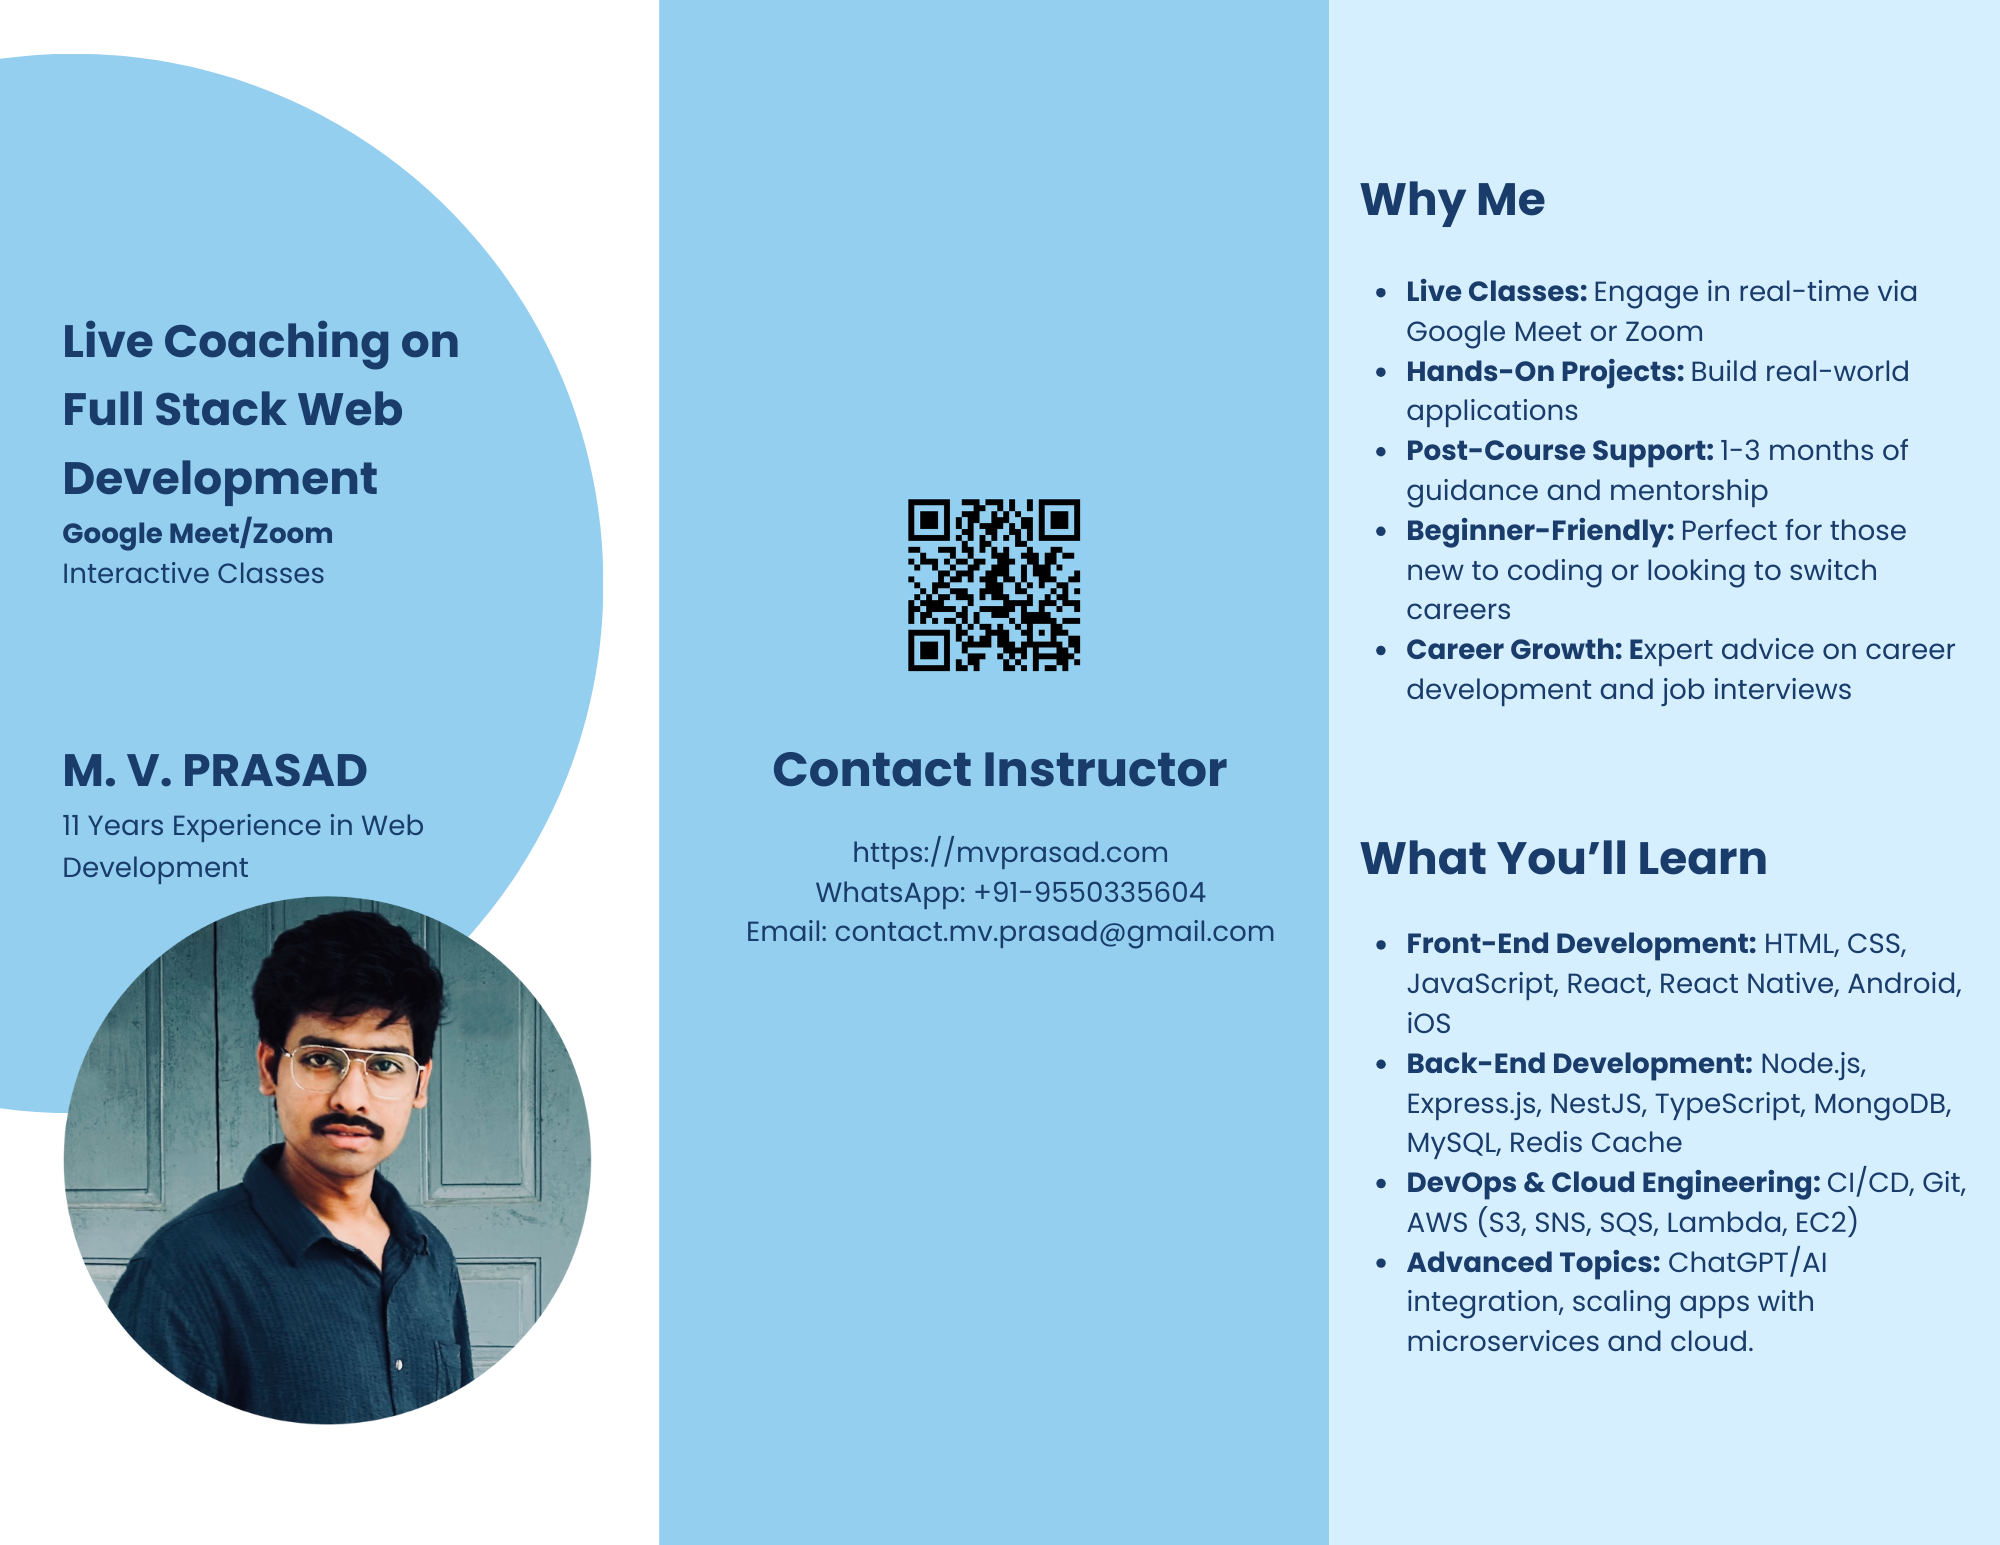 Live Coaching on
Full Stack Web
Development
Google Meet/Zoom
Interactive Classes
M. V. PRASAD
11 Years Experience in Web
Development
Contact Instructor
https://mvprasad.com
WhatsApp: +91-9550335604
Email: contact.mv.prasad@gmail.com
Why Me
• Live Classes: Engage in real-time via
Google Meet or Zoom
• Hands-On Projects: Build real-world
applications
• Post-Course Support: 1-3 months of
guidance and mentorship
• Beginner-Friendly: Perfect for those
new to coding or looking to switch
careers
• Career Growth: Expert advice on career
development and job interviews
What You’ll Learn
• Front-End Development: HTML, CSS,
JavaScript, React, React Native, Android,
iOS
• Back-End Development: Node.js,
Express.js, NestJS, TypeScript, MongoDB,
MySQL, Redis Cache
• DevOps & Cloud Engineering: CI/CD, Git,
AWS (S3, SNS, SQS, Lambda, EC2)
• Advanced Topics: ChatGPT/AI
integration, scaling apps with
microservices and cloud.